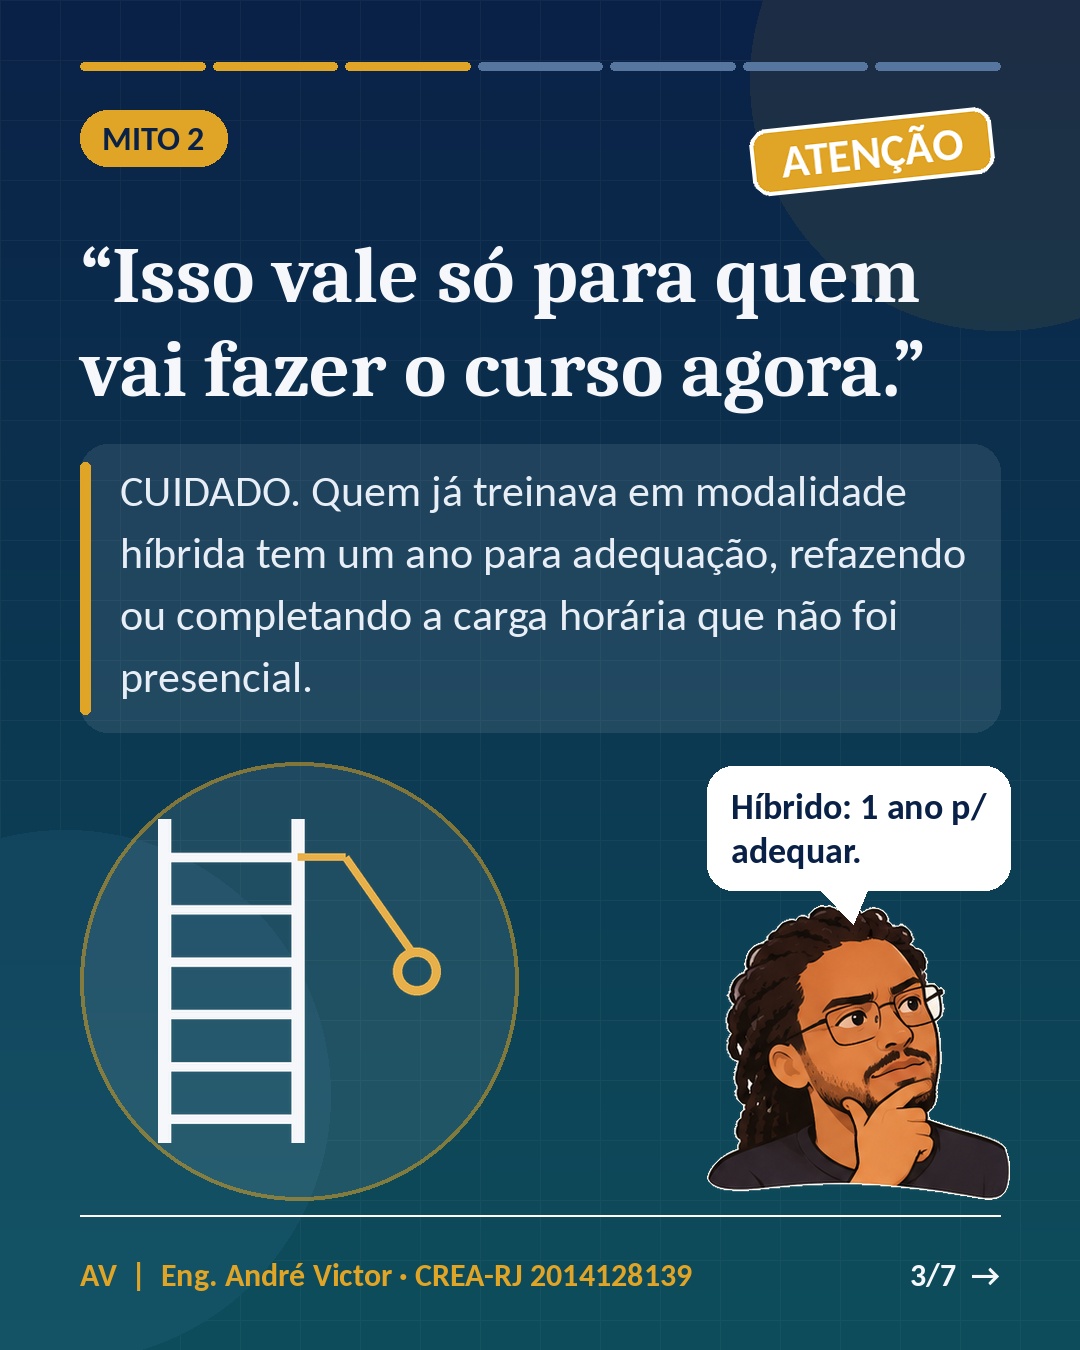 MITO 2
ATENÇÃO
“Isso vale só para quem
vai fazer o curso agora.”
CUIDADO. Quem já treinava em modalidade
híbrida tem um ano para adequação, refazendo
ou completando a carga horária que não foi
presencial.
Híbrido: 1 ano p/
adequar.
AV | Eng. André Victor · CREA-RJ 2014128139
3/7 →